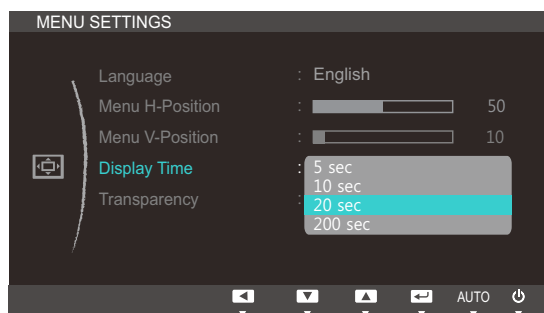 MENU SETTINGS
Language : English
Menu H-Position : 50
Menu V-Position : 10
Display Time : 5 sec
10 sec
Transparency : 20 sec
200 sec
AUTO